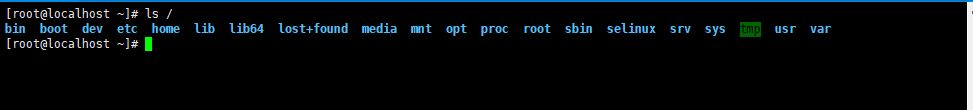 [root@localhost ~]# ls /
bin boot dev etc home lib lib64 lost+found media mnt opt proc root sbin selinux srv sys tmp usr var
[root@localhost ~]#